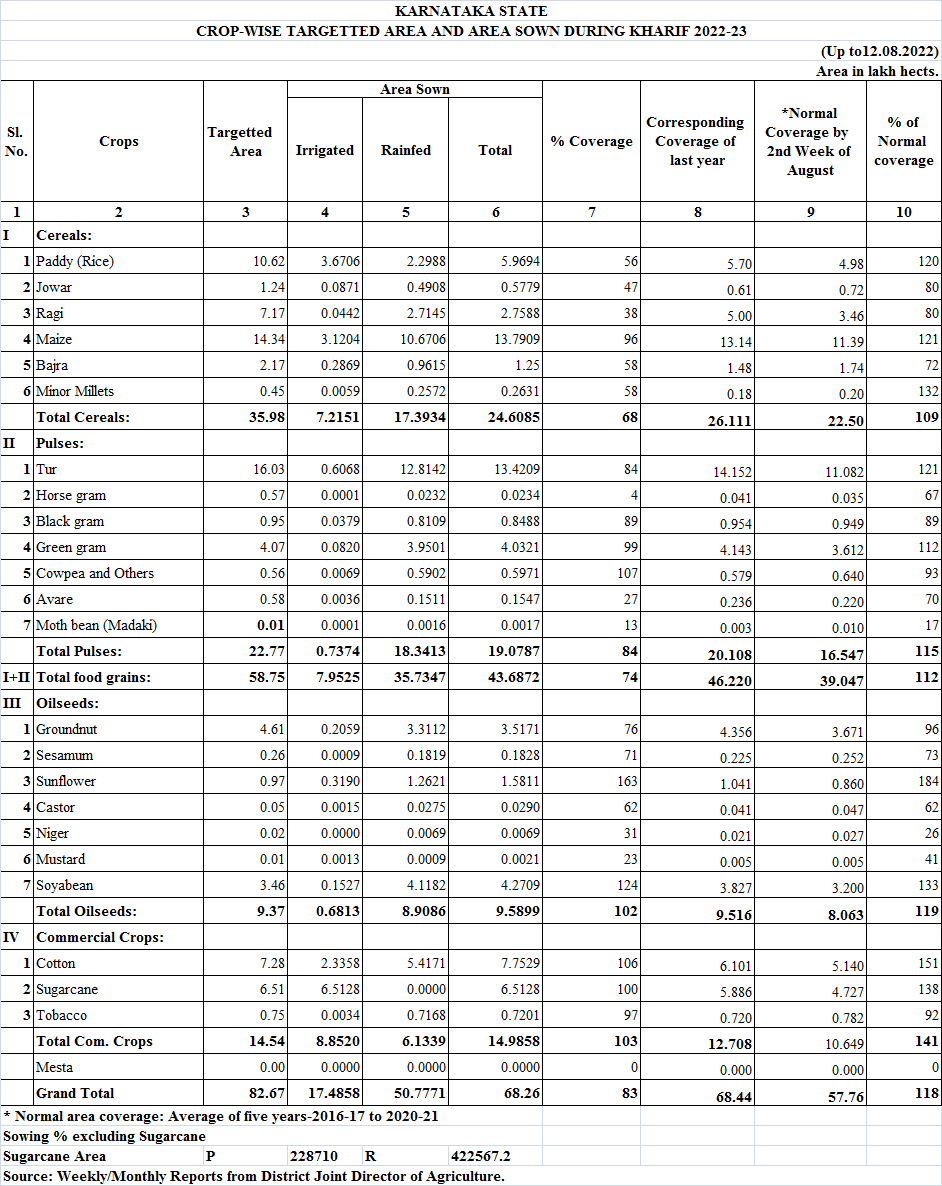 KARNATAKA STATE
CROP-WISE TARGETTED AREA AND AREA SOWN DURING KHARIF 2022-23
(Up to12.08.2022)
Area in lakh hects.
Sl. No. Crops Targetted Area Area Sown Irrigated Rainfed Total % Coverage Corresponding Coverage of last year *Normal Coverage by 2nd Week of August % of Normal coverage
1 2 3 4 5 6 7 8 9 10
I Cereals:
1 Paddy (Rice) 10.62 3.6706 2.2988 5.9694 56 5.70 4.98 120
2 Jowar 1.24 0.0871 0.4908 0.5779 47 0.61 0.72 80
3 Ragi 7.17 0.0442 2.7145 2.7588 38 5.00 3.46 80
4 Maize 14.34 3.1204 10.6706 13.7909 96 13.14 11.39 121
5 Bajra 2.17 0.2869 0.9615 1.25 58 1.48 1.74 72
6 Minor Millets 0.45 0.0059 0.2572 0.2631 58 0.18 0.20 132
Total Cereals: 35.98 7.2151 17.3934 24.6085 68 26.111 22.50 109
II Pulses:
1 Tur 16.03 0.6068 12.8142 13.4209 84 14.152 11.082 121
2 Horse gram 0.57 0.0001 0.0232 0.0234 4 0.041 0.035 67
3 Black gram 0.95 0.0379 0.8109 0.8488 89 0.954 0.949 89
4 Green gram 4.07 0.0820 3.9501 4.0321 99 4.143 3.612 112
5 Cowpea and Others 0.56 0.0069 0.5902 0.5971 107 0.579 0.640 93
6 Avare 0.58 0.0036 0.1511 0.1547 27 0.236 0.220 70
7 Moth bean (Madaki) 0.01 0.0001 0.0016 0.0017 13 0.003 0.010 17
Total Pulses: 22.77 0.7374 18.3413 19.0787 84 20.108 16.547 115
I+II Total food grains: 58.75 7.9525 35.7347 43.6872 74 46.220 39.047 112
III Oilseeds:
1 Groundnut 4.61 0.2059 3.3112 3.5171 76 4.356 3.671 96
2 Sesamum 0.26 0.0009 0.1819 0.1828 71 0.225 0.252 73
3 Sunflower 0.97 0.3190 1.2621 1.5811 163 1.041 0.860 184
4 Castor 0.05 0.0015 0.0275 0.0290 62 0.041 0.047 62
5 Niger 0.02 0.0000 0.0069 0.0069 31 0.021 0.027 26
6 Mustard 0.01 0.0013 0.0009 0.0021 23 0.005 0.005 41
7 Soyabean 3.46 0.1527 4.1182 4.2709 124 3.827 3.200 133
Total Oilseeds: 9.37 0.6813 8.9086 9.5899 102 9.516 8.063 119
IV Commercial Crops:
1 Cotton 7.28 2.3358 5.4171 7.7529 106 6.101 5.140 151
2 Sugarcane 6.51 6.5128 0.0000 6.5128 100 5.886 4.727 138
3 Tobacco 0.75 0.0034 0.7168 0.7201 97 0.720 0.782 92
Total Com. Crops 14.54 8.8520 6.1339 14.9858 103 12.708 10.649 141
Mesta 0.00 0.0000 0.0000 0.0000 0 0.000 0.000 0
Grand Total 82.67 17.4858 50.7771 68.26 83 68.44 57.76 118
* Normal area coverage: Average of five years-2016-17 to 2020-21
Sowing % excluding Sugarcane
Sugarcane Area P 228710 R 422567.2
Source: Weekly/Monthly Reports from District Joint Director of Agriculture.